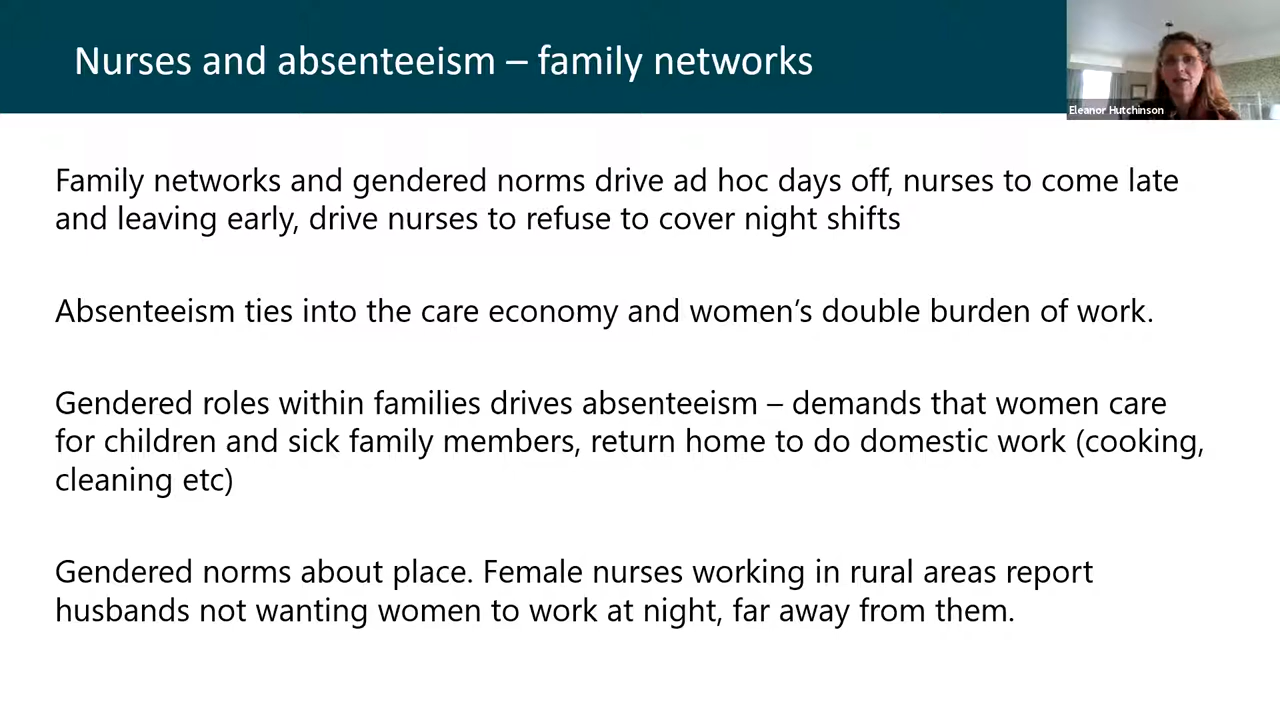 Nurses and absenteeism – family networks
Eleanor Hutchinson
Family networks and gendered norms drive ad hoc days off, nurses to come late
and leaving early, drive nurses to refuse to cover night shifts
Absenteeism ties into the care economy and women’s double burden of work.
Gendered roles within families drives absenteeism – demands that women care
for children and sick family members, return home to do domestic work (cooking,
cleaning etc)
Gendered norms about place. Female nurses working in rural areas report
husbands not wanting women to work at night, far away from them.